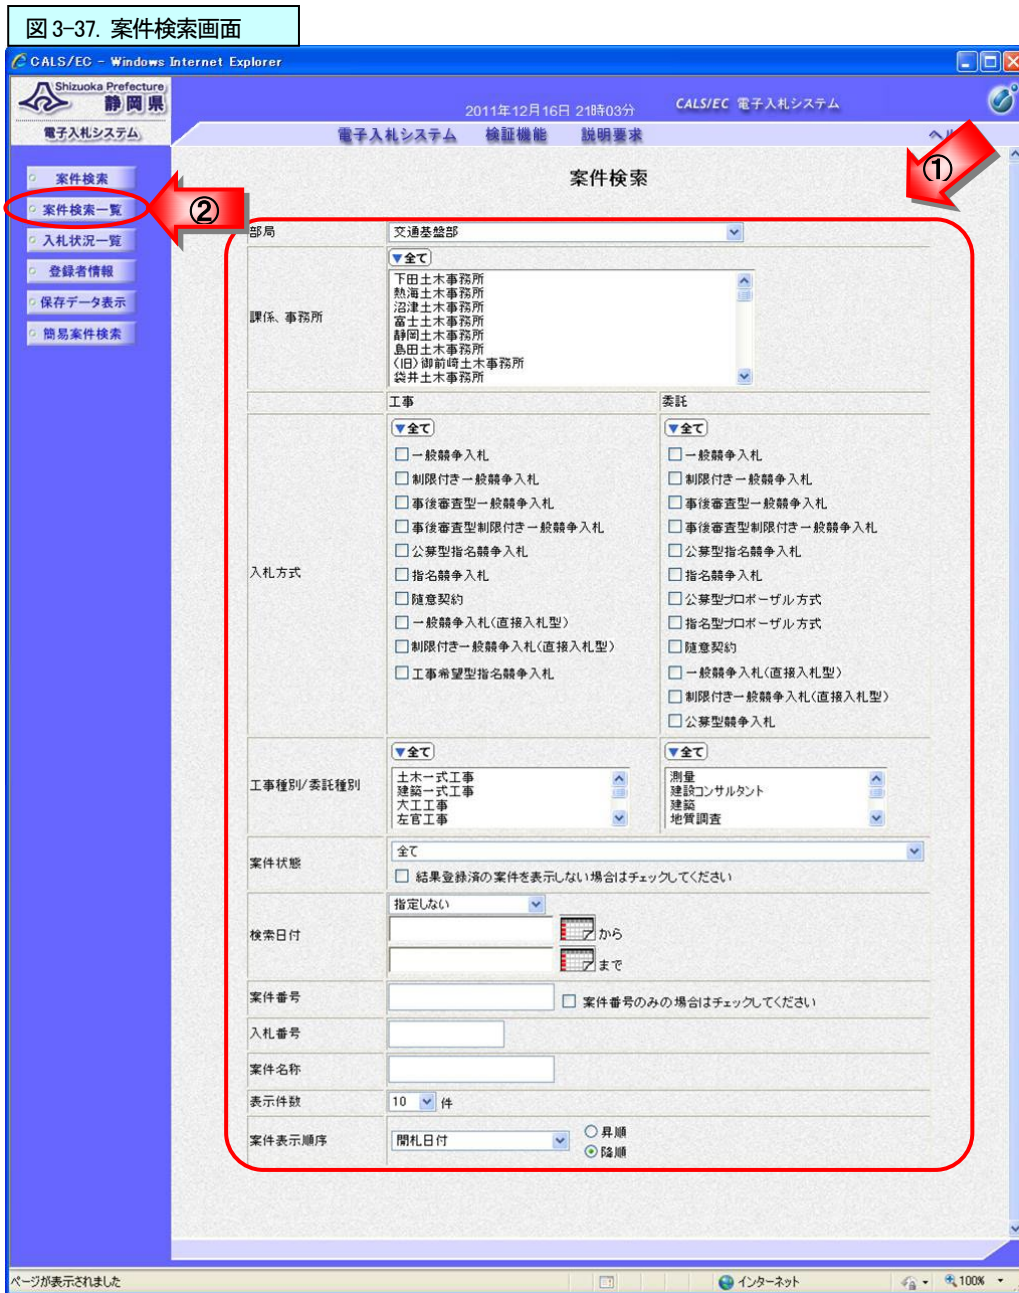 図 3-37. 案件検索画面
CALS/EC - Windows Internet Explorer
Shizuoka Prefecture
静岡県
電子入札システム
2011年12月16日 21時03分
CALS/EC 電子入札システム
電子入札システム 検証機能 説明要求
①
案件検索
案件検索一覧
②
入札状況一覧
登録者情報
保存データ表示
簡易案件検索
案件検索
部局
交通基盤部
課係、事務所
▼全て
下田土木事務所
熱海土木事務所
沼津土木事務所
富士土木事務所
静岡土木事務所
島田土木事務所
(旧)御前崎土木事務所
袋井土木事務所
工事 委託
入札方式
▼全て
一般競争入札
制限付き一般競争入札
事後審査型一般競争入札
事後審査型制限付き一般競争入札
公募型指名競争入札
指名競争入札
随意契約
一般競争入札(直接入札型)
制限付き一般競争入札(直接入札型)
工事希望型指名競争入札
▼全て
一般競争入札
制限付き一般競争入札
事後審査型一般競争入札
事後審査型制限付き一般競争入札
公募型指名競争入札
指名競争入札
公募型プロポーザル方式
指名型プロポーザル方式
随意契約
一般競争入札(直接入札型)
制限付き一般競争入札(直接入札型)
公募型競争入札
工事種別/委託種別
▼全て
土木一式工事
建築一式工事
大工工事
左官工事
▼全て
測量
建設コンサルタント
建築
地質調査
案件状態
全て
結果登録済の案件を表示しない場合はチェックしてください
検索日付
指定しない
から
まで
案件番号
案件番号のみの場合はチェックしてください
入札番号
案件名称
表示件数
10 件
案件表示順序
開札日付
昇順
降順
ページが表示されました
インターネット
100%